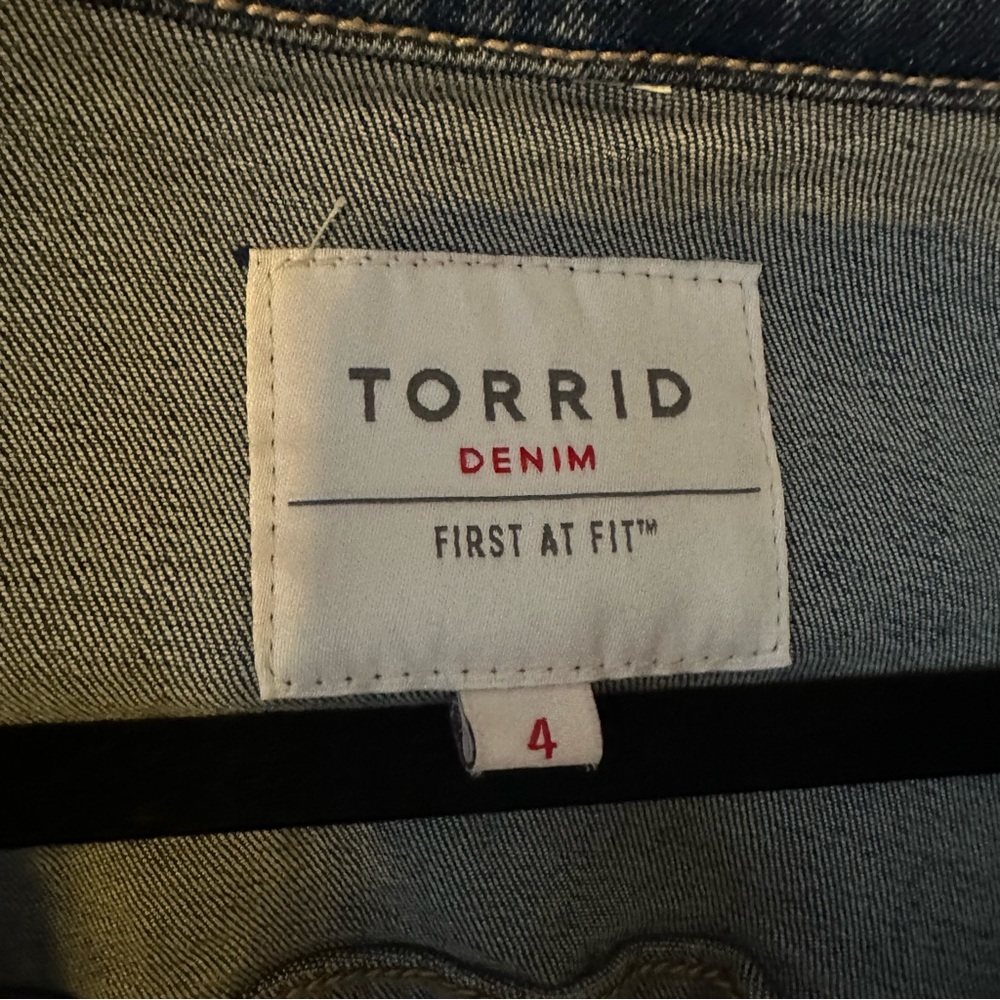 TORRID
DENIM
FIRST AT FIT™
4